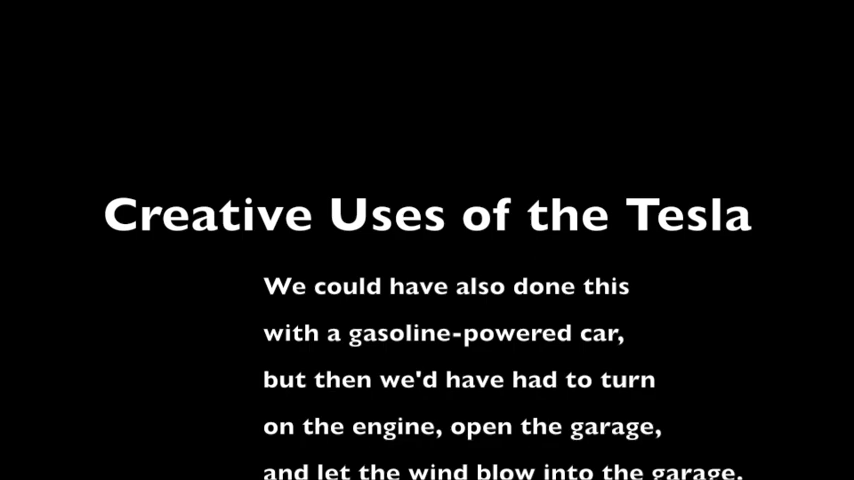 Creative Uses of the Tesla
We could have also done this
with a gasoline-powered car,
but then we'd have had to turn
on the engine, open the garage,
and let the wind blow into the garage.